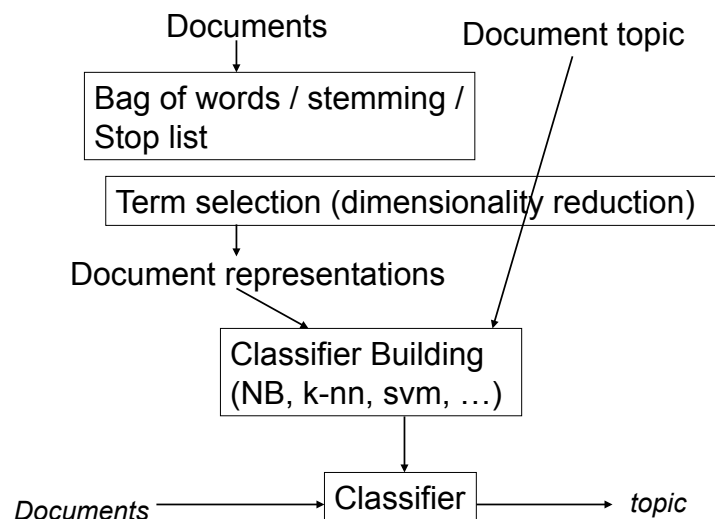 Documents
Document topic
Bag of words / stemming /
Stop list
Term selection (dimensionality reduction)
Document representations
Classifier Building
(NB, k-nn, svm, …)
Documents
Classifier
topic